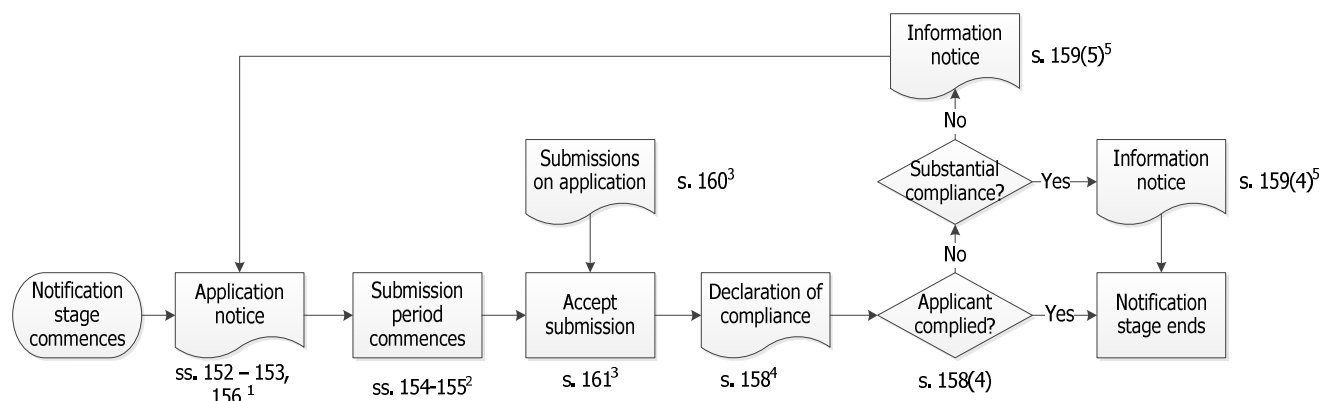 Information
notice
s. 159(5)⁵
No
Submissions
on application
s. 160³
Substantial
compliance?
Yes
Information
notice
s. 159(4)⁵
No
Notification
stage
commences
Application
notice
ss. 152 – 153,
156 ¹
Submission
period
commences
ss. 154-155²
Accept
submission
s. 161³
Declaration of
compliance
s. 158⁴
Applicant
complied?
s. 158(4)
Yes
Notification
stage ends